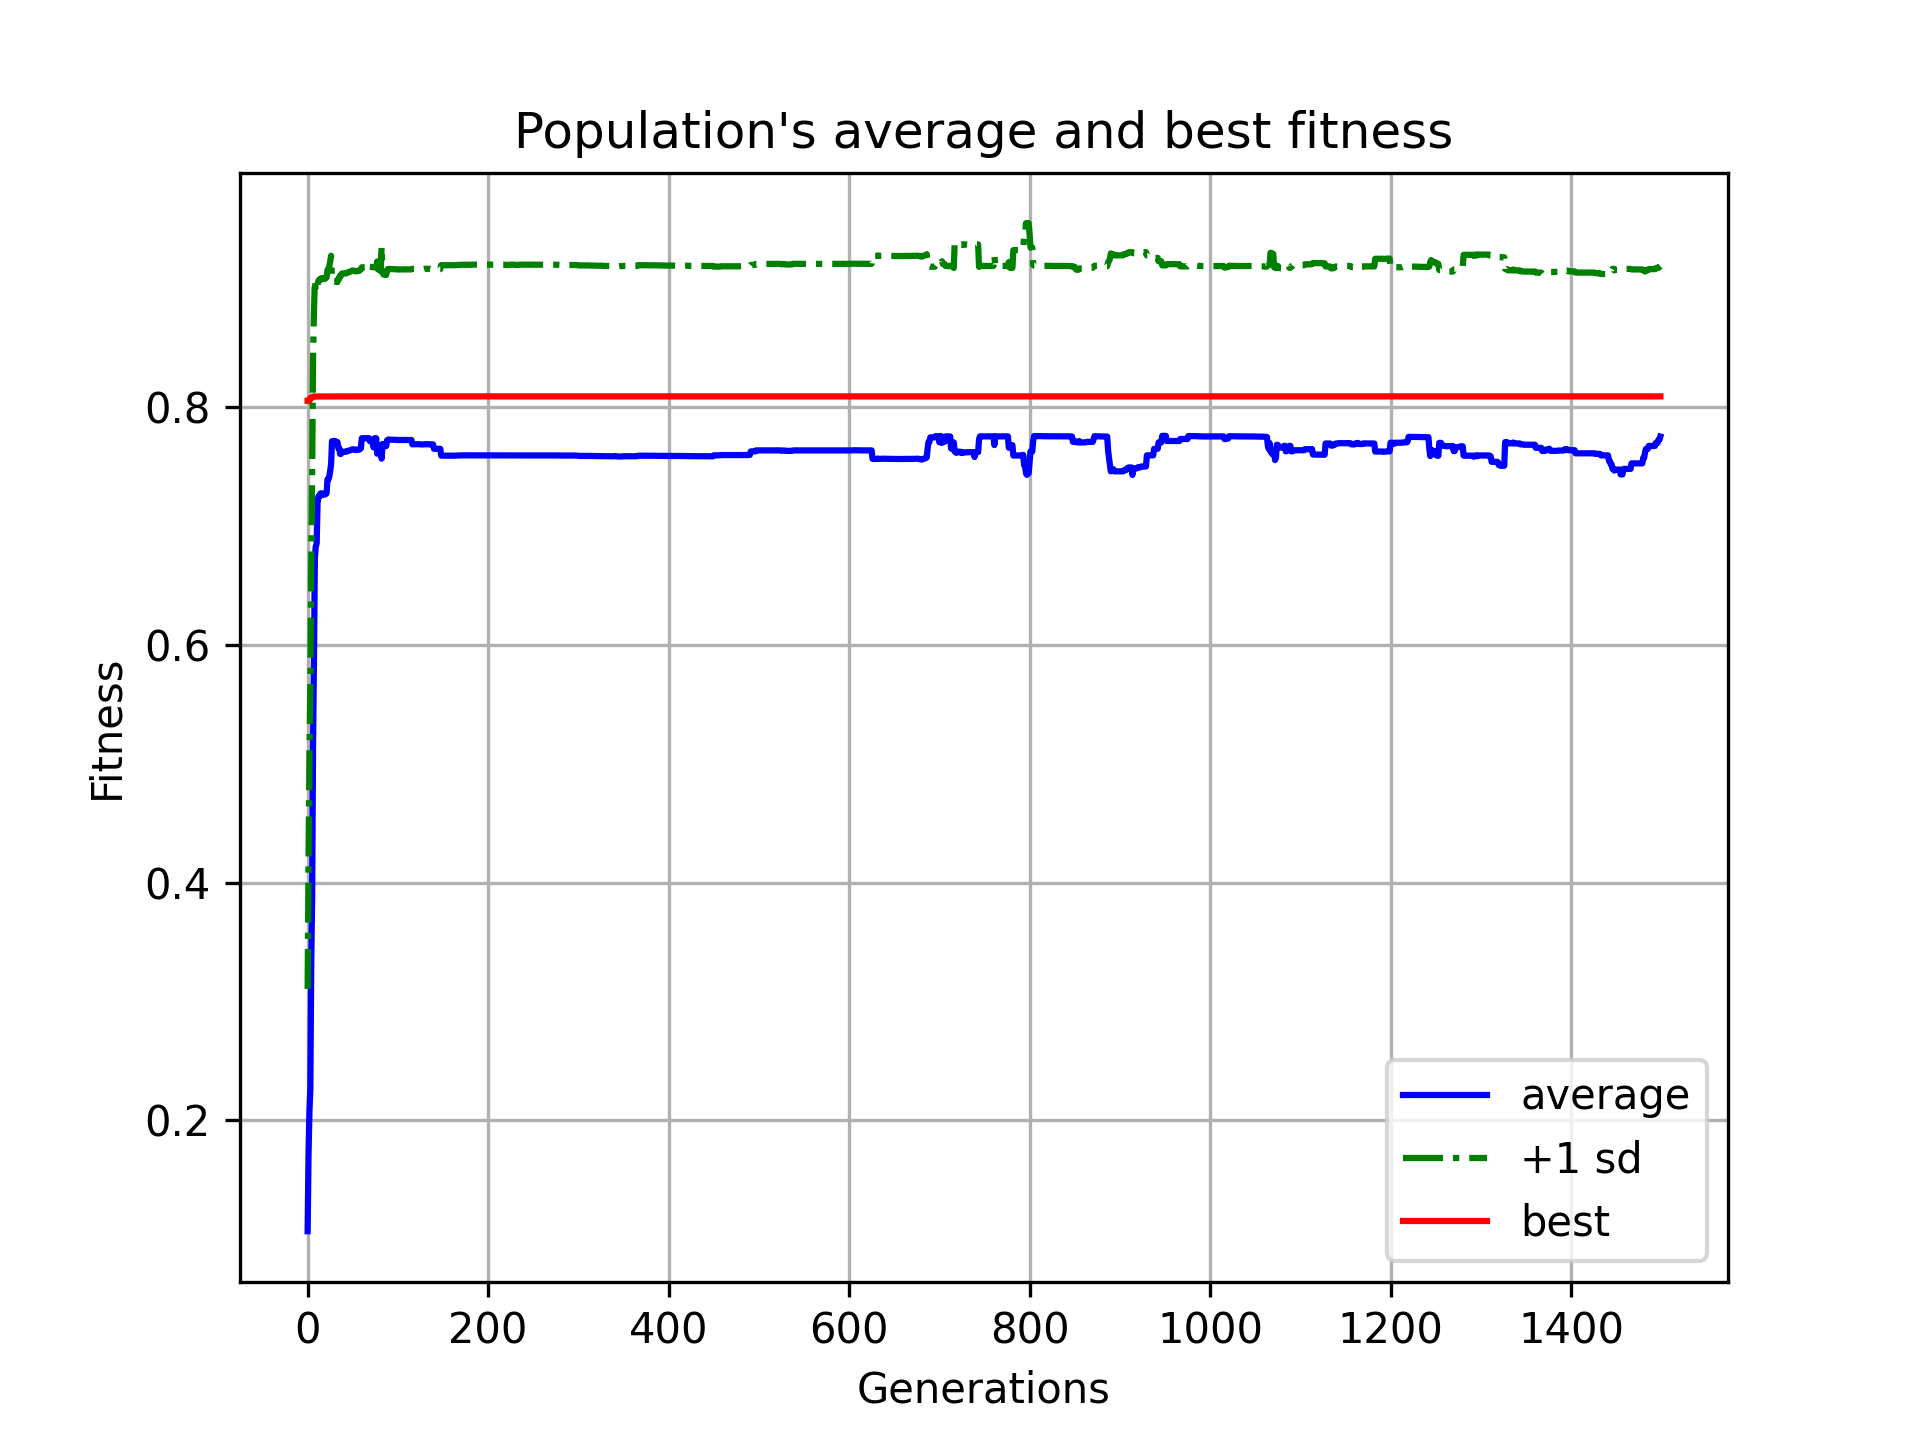 Population's average and best fitness
Fitness
0.8
0.6
0.4
0.2
0 200 400 600 800 1000 1200 1400
Generations
average
+1 sd
best